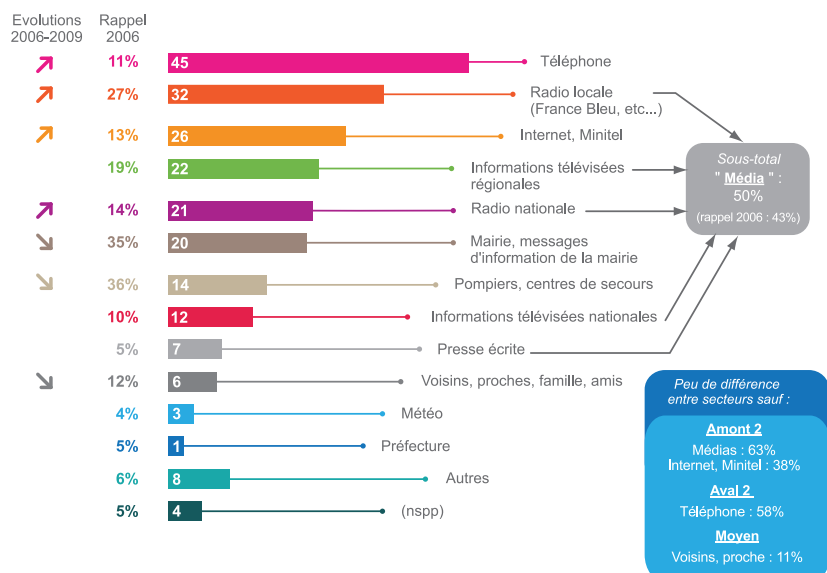 Evolutions
2006-2009
Rappel
2006
11% 45 Téléphone
27% 32 Radio locale
(France Bleu, etc...)
13% 26 Internet, Minitel
19% 22 Informations télévisées
régionales
14% 21 Radio nationale
35% 20 Mairie, messages
d'information de la mairie
36% 14 Pompiers, centres de secours
10% 12 Informations télévisées nationales
5% 7 Presse écrite
12% 6 Voisins, proches, famille, amis
4% 3 Météo
5% 1 Préfecture
6% 8 Autres
5% 4 (nspp)
Sous-total
" Média " :
50%
(rappel 2006 : 43%)
Peu de différence
entre secteurs sauf :
Amont 2
Médias : 63%
Internet, Minitel : 38%
Aval 2
Téléphone : 58%
Moyen
Voisins, proche : 11%